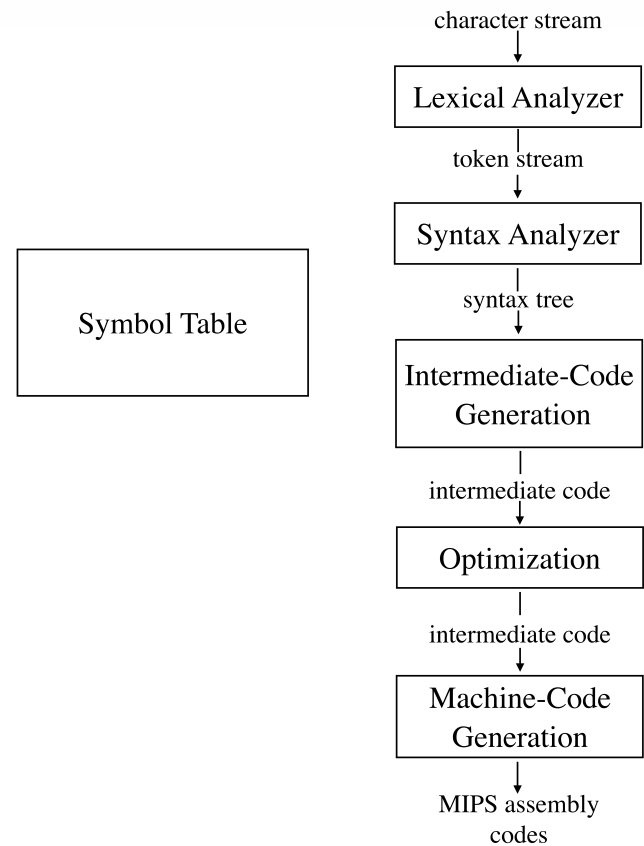 character stream
Lexical Analyzer
token stream
Syntax Analyzer
syntax tree
Symbol Table
Intermediate-Code
Generation
intermediate code
Optimization
intermediate code
Machine-Code
Generation
MIPS assembly
codes